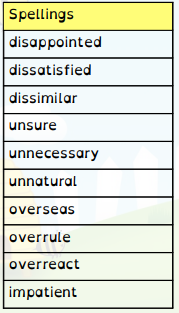 Spellings
disappointed
dissatisfied
dissimilar
unsure
unnecessary
unnatural
overseas
overrule
overreact
impatient